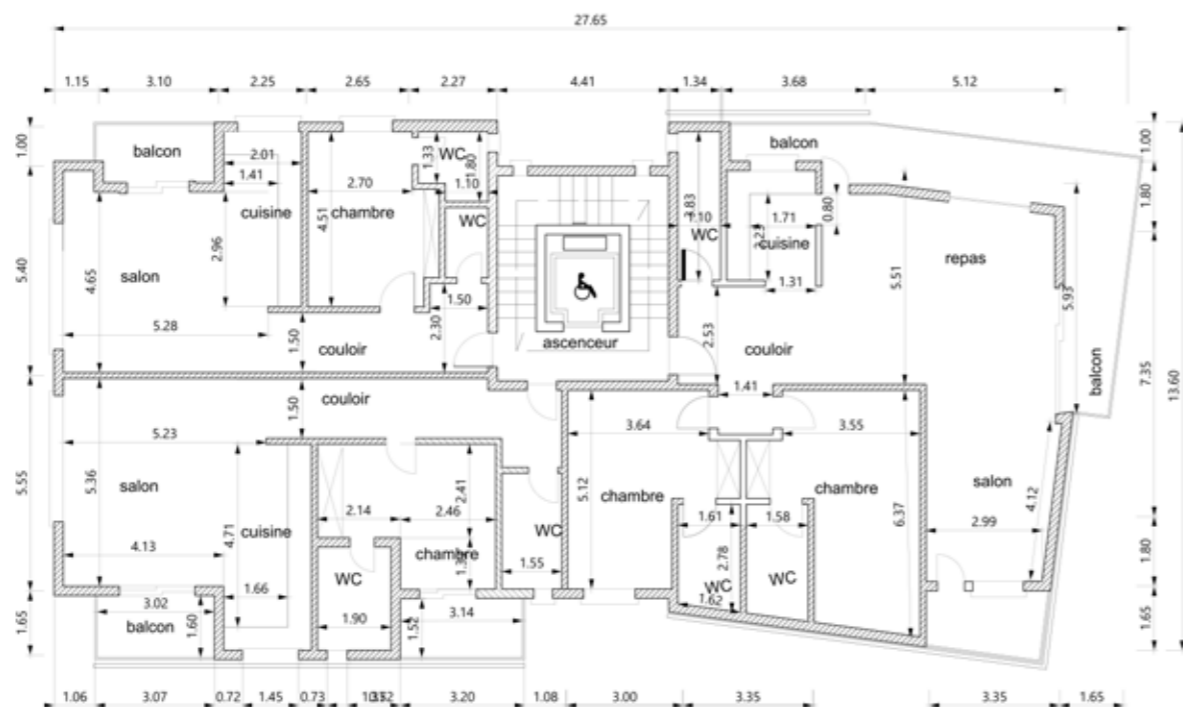 27.65
1.15 3.10 2.25 2.65 2.27 4.41 1.34 3.68 5.12
1.00 balcon 2.01 1.33 WC 1.80 balcon 1.00
1.41 2.70 1.10 1.80
cuisine chambre 4.51 WC 3.83 1.10 WC 1.71 0.80 cuisine
salon 4.65 2.96 5.40 repas 5.51 5.93
1.31
5.28 1.50 2.30 1.50 2.53
couloir ascenceur couloir balcon 7.35 13.60
couloir 1.50 1.41
5.23 3.64 3.55
5.55 5.36 salon 4.71 cuisine 2.14 2.41 2.46 5.12 chambre chambre 6.37 salon 4.12
4.13 chambre WC 1.61 1.58 2.99
WC 1.55 2.78 WC WC 1.80
3.02 1.66 1.62
1.65 balcon 1.60 1.90 1.52 3.14 1.65
1.06 3.07 0.72 1.45 0.73 3.20 1.08 3.00 3.35 3.35 1.65